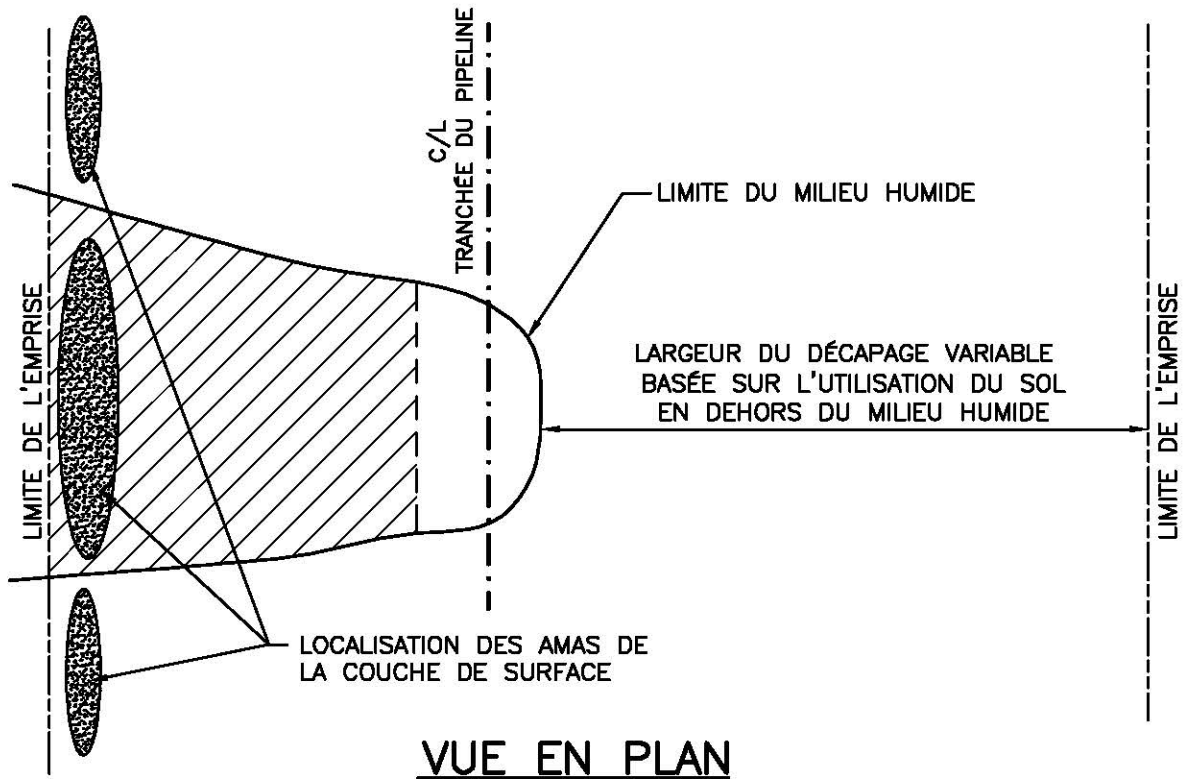 C/L
TRANCHÉE DU PIPELINE
LIMITE DU MILIEU HUMIDE
LIMITE DE L'EMPRISE
LARGEUR DU DÉCAPAGE VARIABLE
BASÉE SUR L'UTILISATION DU SOL
EN DEHORS DU MILIEU HUMIDE
LIMITE DE L'EMPRISE
LOCALISATION DES AMAS DE
LA COUCHE DE SURFACE
VUE EN PLAN